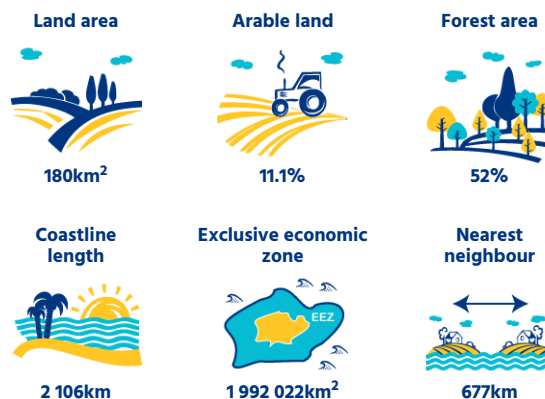 Land area
Arable land
Forest area
180km²
11.1%
52%
Coastline
length
Exclusive economic
zone
Nearest
neighbour
EEZ
2 106km
1 992 022km²
677km